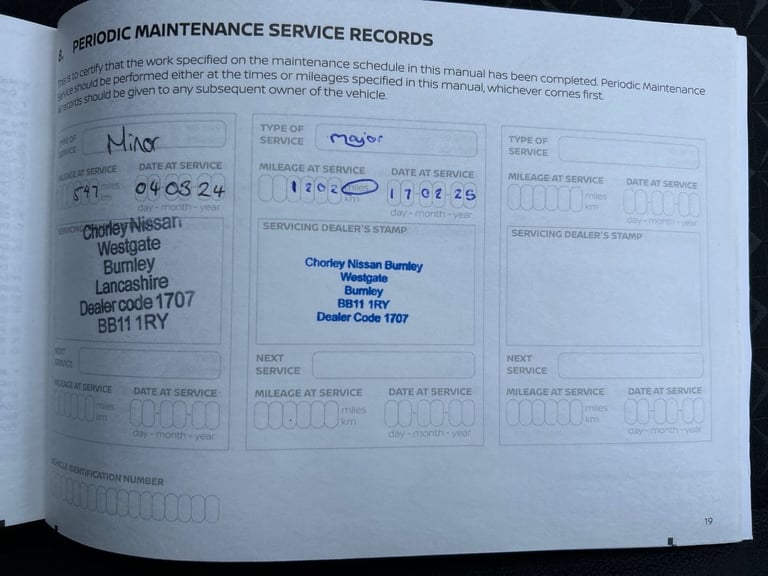 8. PERIODIC MAINTENANCE SERVICE RECORDS
This is to certify that the work specified on the maintenance schedule in this manual has been completed. Periodic Maintenance
Service should be performed either at the times or mileages specified in this manual, whichever comes first.
All records should be given to any subsequent owner of the vehicle.
TYPE OF
SERVICE
Minor
MILEAGE AT SERVICE
DATE AT SERVICE
597 miles
km
04 03 24
day - month - year
SERVICING
Chorley Nissan
Westgate
Burnley
Lancashire
Dealer code 1707
BB11 1RY
NEXT
SERVICE
MILEAGE AT SERVICE
DATE AT SERVICE
miles
km
day - month - year
VEHICLE IDENTIFICATION NUMBER
TYPE OF
SERVICE
major
MILEAGE AT SERVICE
DATE AT SERVICE
1202 miles
km
17 02 25
day - month - year
SERVICING DEALER'S STAMP
Chorley Nissan Burnley
Westgate
Burnley
BB11 1RY
Dealer Code 1707
NEXT
SERVICE
MILEAGE AT SERVICE
DATE AT SERVICE
miles
km
day - month - year
TYPE OF
SERVICE
MILEAGE AT SERVICE
DATE AT SERVICE
miles
km
day - month - year
SERVICING DEALER'S STAMP
NEXT
SERVICE
MILEAGE AT SERVICE
DATE AT SERVICE
miles
km
day - month - year
19